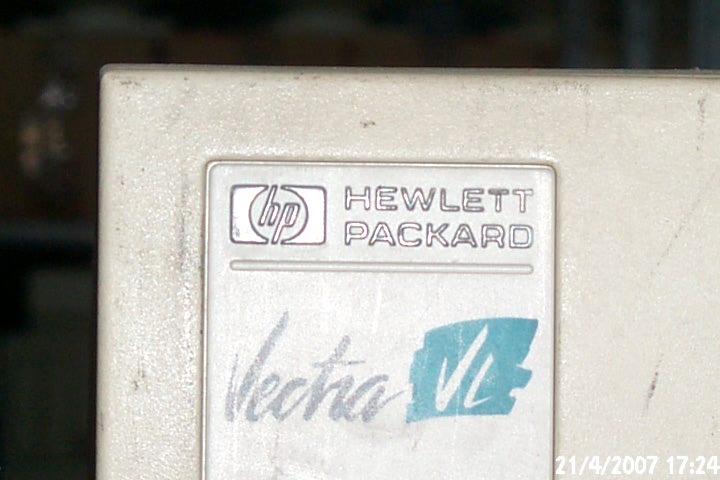 hp HEWLETT
PACKARD
Vectra VL
21/4/2007 17:24